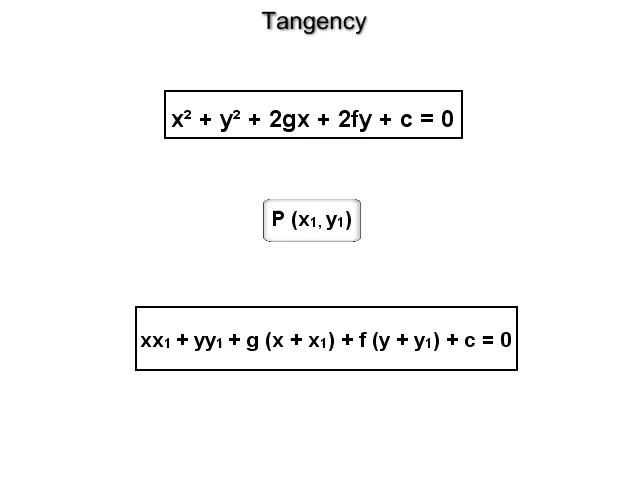 Tangency
x² + y² + 2gx + 2fy + c = 0
P (x₁, y₁)
xx₁ + yy₁ + g (x + x₁) + f (y + y₁) + c = 0